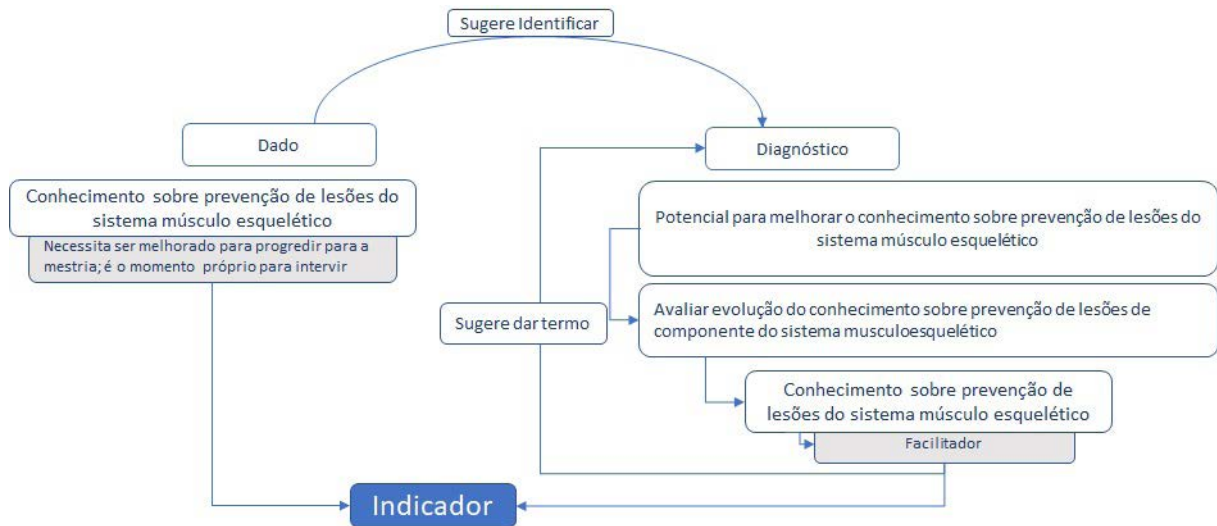 Sugere Identificar
Dado
Diagnóstico
Conhecimento sobre prevenção de lesões do
sistema músculo esquelético
Necessita ser melhorado para progredir para a
mestria; é o momento próprio para intervir
Potencial para melhorar o conhecimento sobre prevenção de lesões do
sistema músculo esquelético
Sugere dar termo
Avaliar evolução do conhecimento sobre prevenção de lesões de
componente do sistema musculoesquelético
Conhecimento sobre prevenção de
lesões do sistema músculo esquelético
Facilitador
Indicador